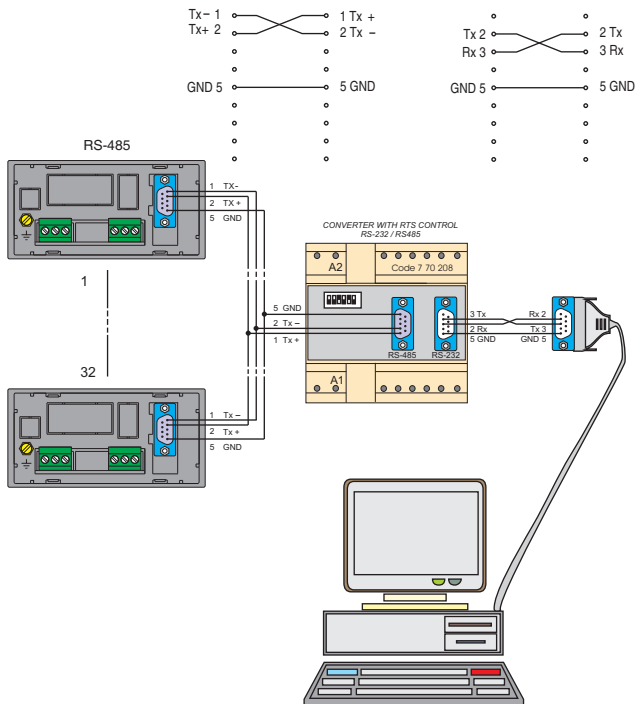 Tx− 1 1 Tx +
Tx+ 2 2 Tx −
GND 5 5 GND
Tx 2 2 Tx
Rx 3 3 Rx
GND 5 5 GND
RS-485
1 TX-
2 TX +
5 GND
1
32
1 Tx −
2 Tx +
5 GND
CONVERTER WITH RTS CONTROL
RS-232 / RS485
A2 Code 7 70 208
5 GND
2 Tx −
1 Tx +
RS-485 RS-232
A1
3 Tx Rx 2
2 Rx Tx 3
5 GND GND 5